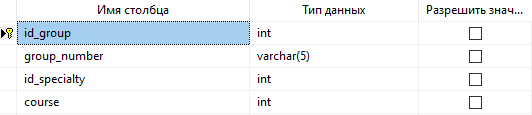 Имя столбца Тип данных Разрешить знач...
id_group int
group_number varchar(5)
id_specialty int
course int